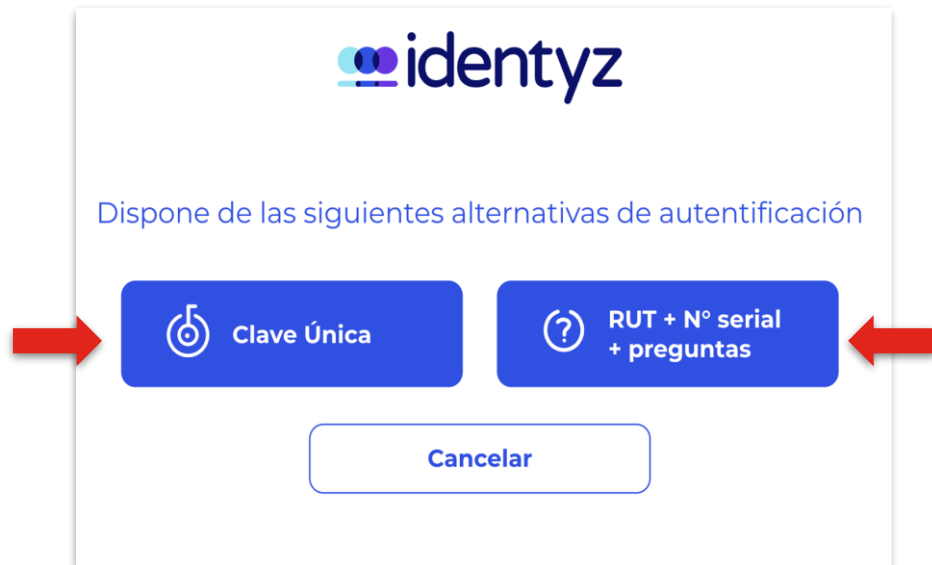 identyz
Dispone de las siguientes alternativas de autentificación
Clave Única
RUT + N° serial
+ preguntas
Cancelar